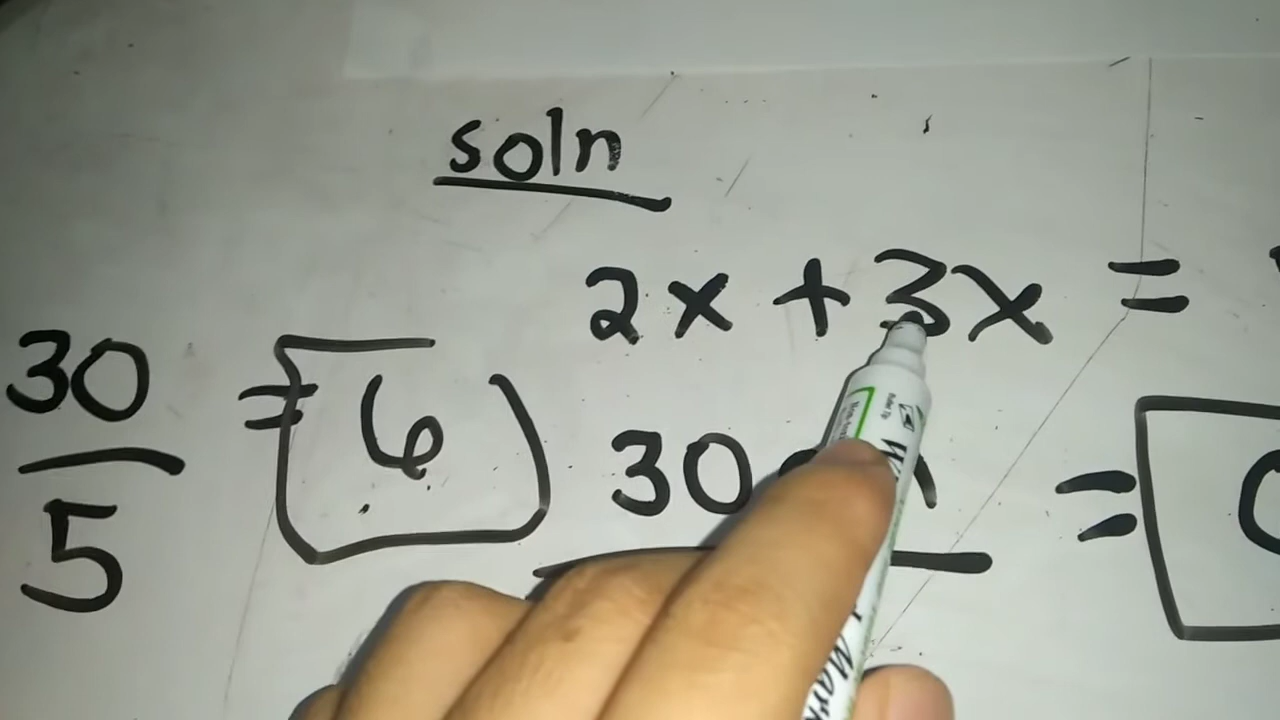 soln
2x + 3x =
30
5
= 6
30
=